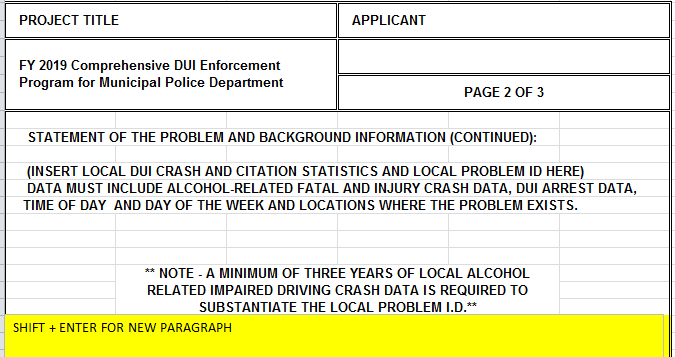 PROJECT TITLE
APPLICANT
FY 2019 Comprehensive DUI Enforcement
Program for Municipal Police Department
PAGE 2 OF 3
STATEMENT OF THE PROBLEM AND BACKGROUND INFORMATION (CONTINUED):
(INSERT LOCAL DUI CRASH AND CITATION STATISTICS AND LOCAL PROBLEM ID HERE)
DATA MUST INCLUDE ALCOHOL-RELATED FATAL AND INJURY CRASH DATA, DUI ARREST DATA,
TIME OF DAY AND DAY OF THE WEEK AND LOCATIONS WHERE THE PROBLEM EXISTS.
** NOTE - A MINIMUM OF THREE YEARS OF LOCAL ALCOHOL
RELATED IMPAIRED DRIVING CRASH DATA IS REQUIRED TO
SUBSTANTIATE THE LOCAL PROBLEM I.D.**
SHIFT + ENTER FOR NEW PARAGRAPH